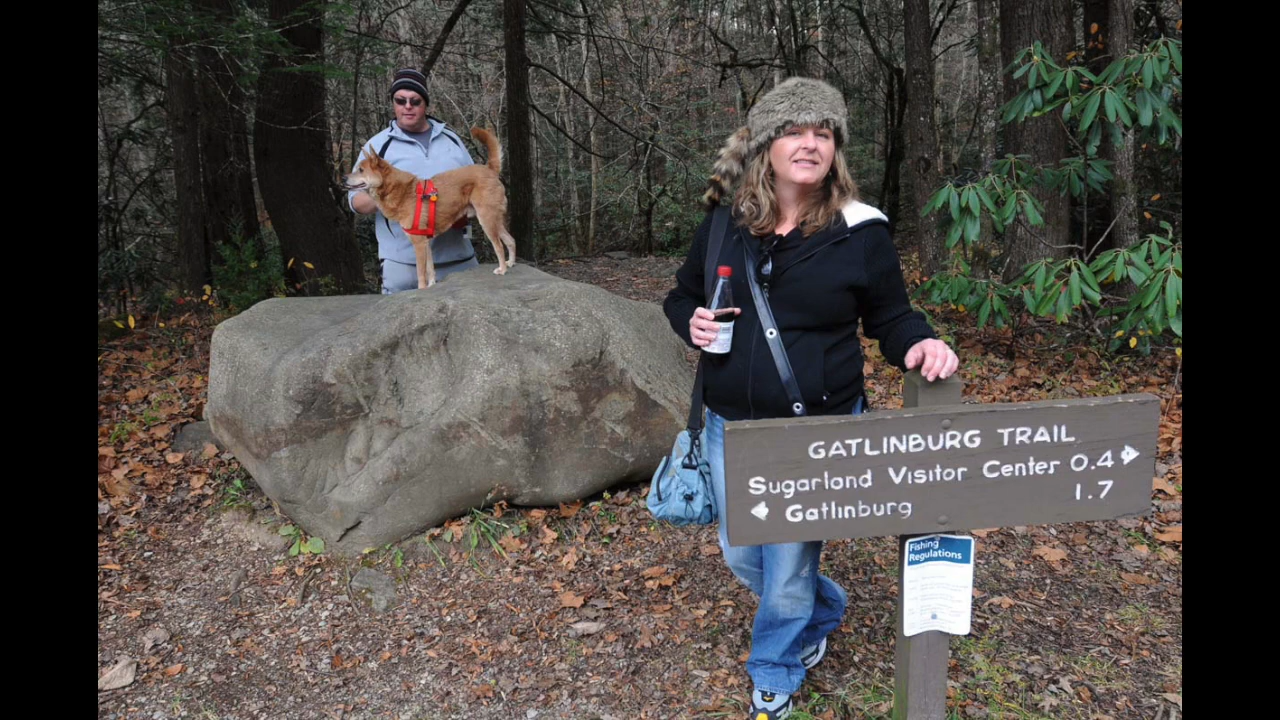 GATLINBURG TRAIL
Sugarland Visitor Center 0.4
1.7
Gatlinburg
Fishing
Regulations